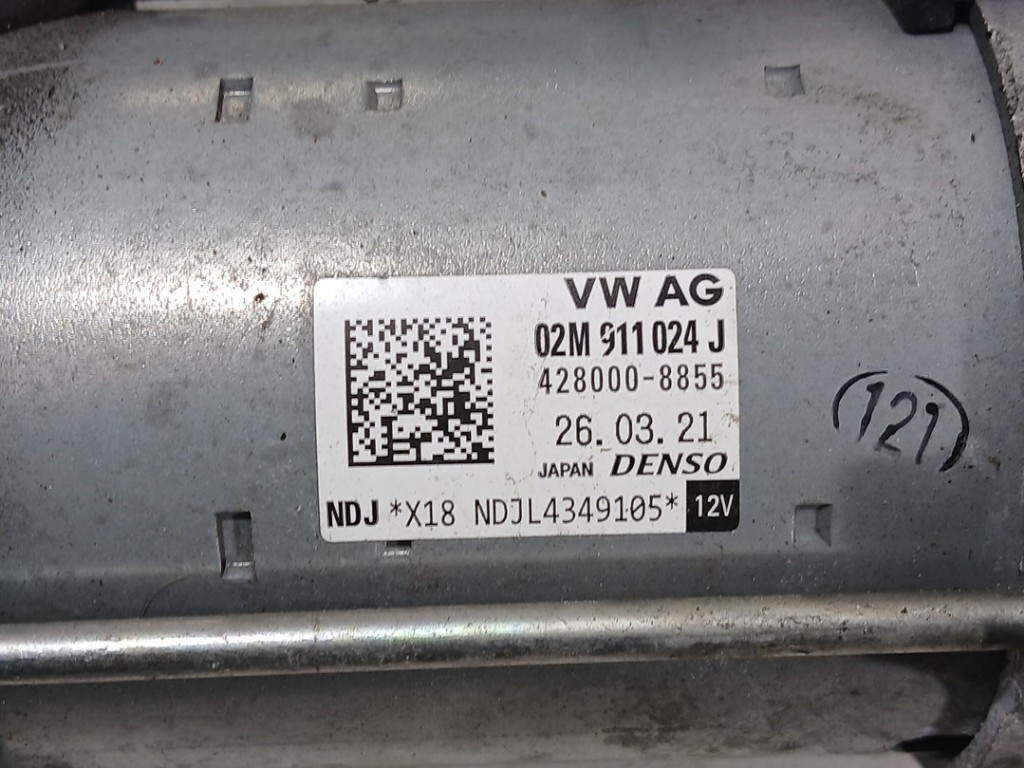 VW AG
02M 911 024 J
428000-8855
26.03.21
JAPAN DENSO
NDJ *X18 NDJL4349105* 12V
(121)